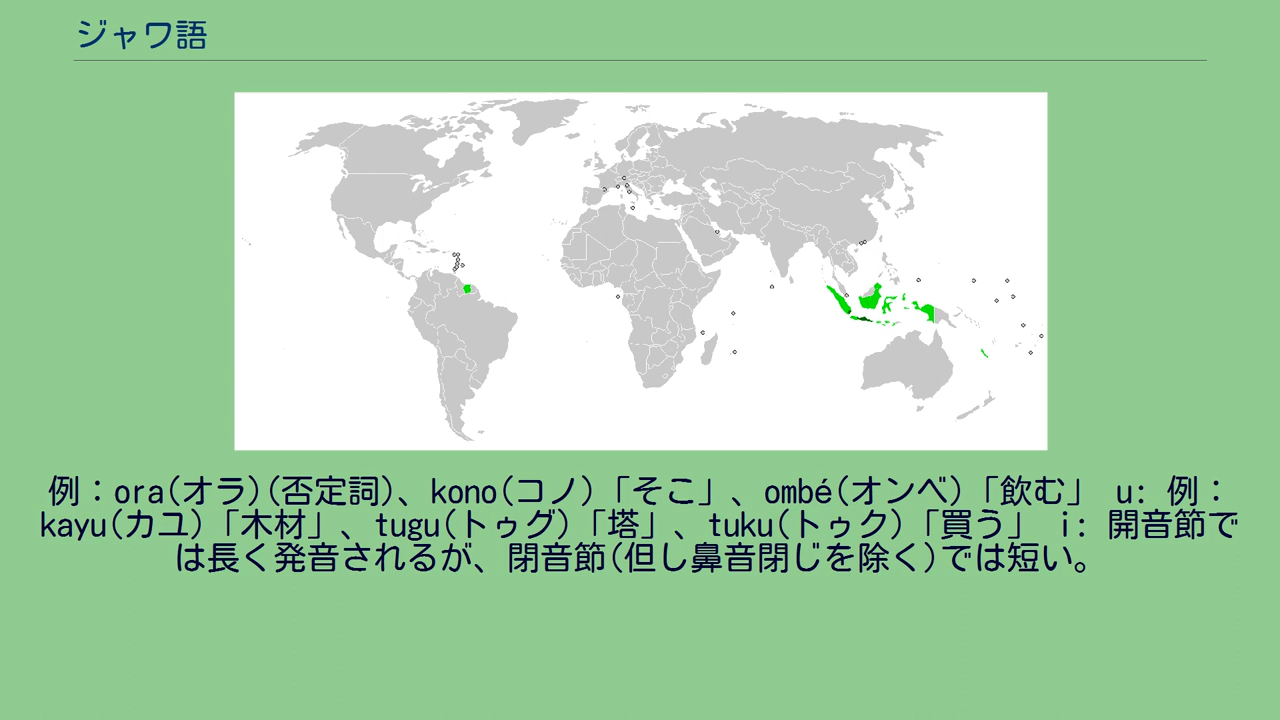 ジャワ語
例：ora(オラ)(否定詞)、kono(コノ)「そこ」、ombé(オンベ)「飲む」 u: 例：
kayu(カユ)「木材」、tugu(トゥグ)「塔」、tuku(トゥク)「買う」 i: 開音節で
は長く発音されるが、閉音節(但し鼻音閉じを除く)では短い。